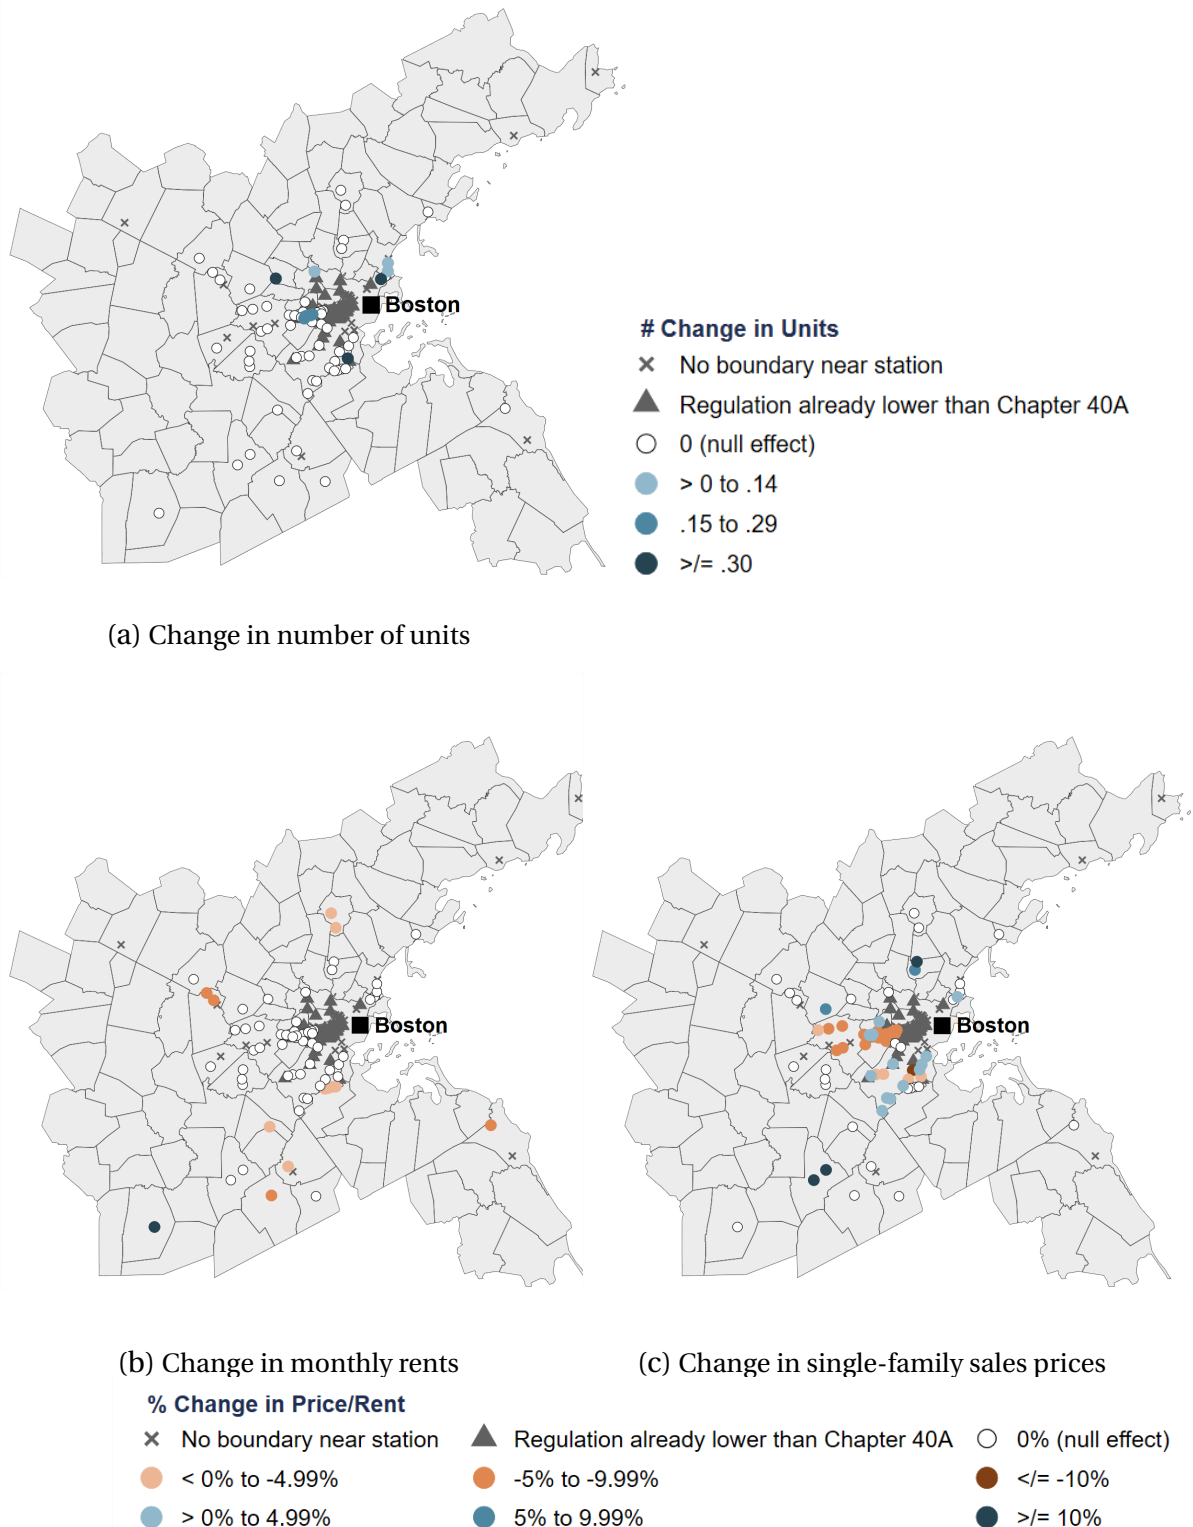 Boston
# Change in Units
No boundary near station
Regulation already lower than Chapter 40A
0 (null effect)
> 0 to .14
.15 to .29
>/= .30
(a) Change in number of units
Boston
Boston
(b) Change in monthly rents
(c) Change in single-family sales prices
% Change in Price/Rent
No boundary near station
Regulation already lower than Chapter 40A
0% (null effect)
< 0% to -4.99%
-5% to -9.99%
</= -10%
> 0% to 4.99%
5% to 9.99%
>/= 10%